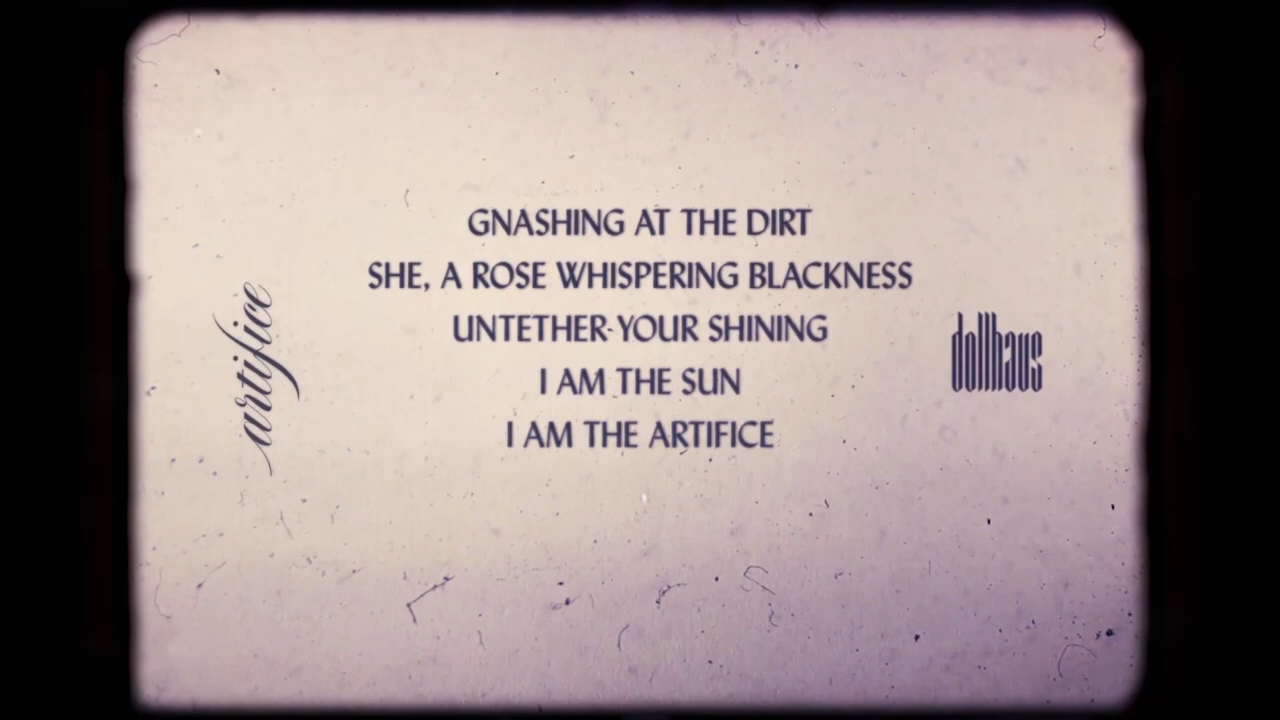 artifice
GNASHING AT THE DIRT
SHE, A ROSE WHISPERING BLACKNESS
UNTETHER YOUR SHINING
I AM THE SUN
I AM THE ARTIFICE
dollhaus